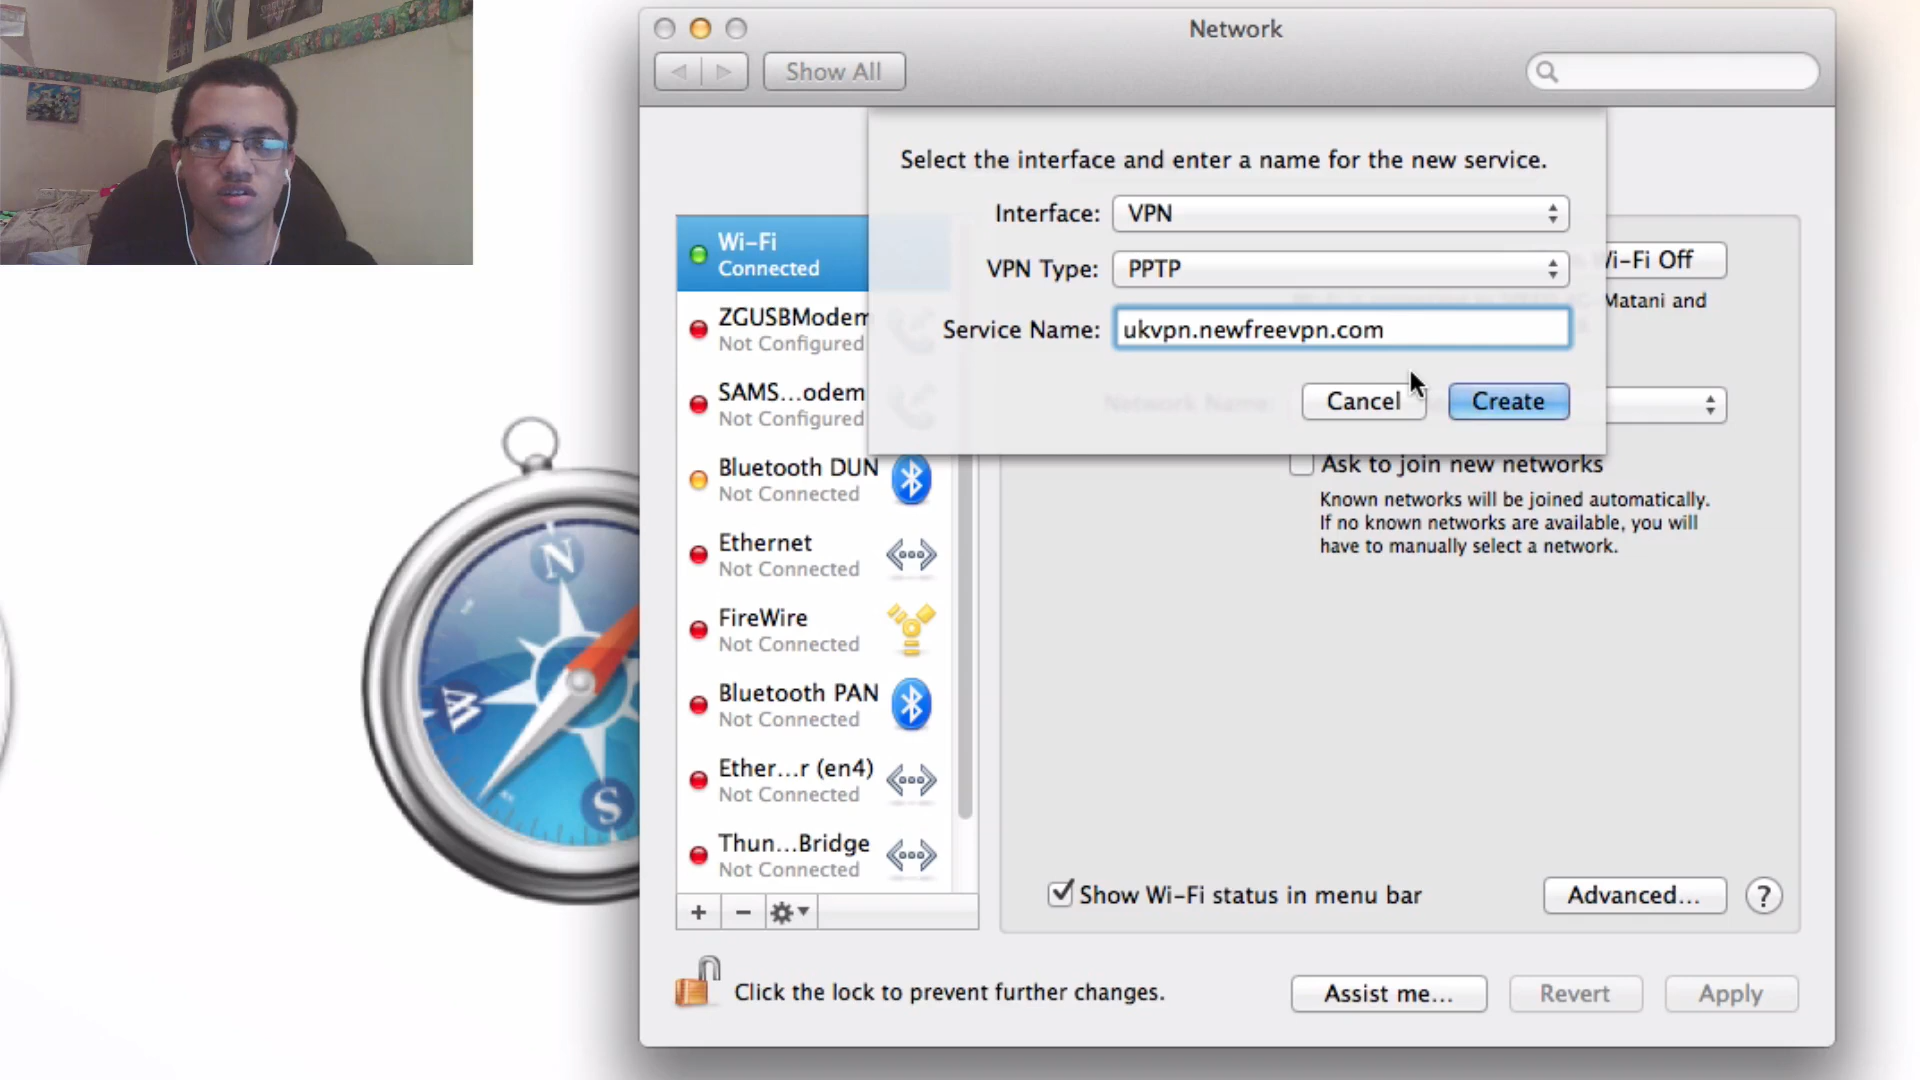 Network
Show All
Select the interface and enter a name for the new service.
Interface: VPN
VPN Type: PPTP
Service Name: ukvpn.newfreevpn.com
Cancel
Create
Wi-Fi
Connected
ZGUSBModem
Not Configured
SAMS...odem
Not Configured
Bluetooth DUN
Not Connected
Ethernet
Not Connected
FireWire
Not Connected
Bluetooth PAN
Not Connected
Ether...r (en4)
Not Connected
Thun...Bridge
Not Connected
Wi-Fi Off
Matani and
Network Name:
Ask to join new networks
Known networks will be joined automatically.
If no known networks are available, you will
have to manually select a network.
Show Wi-Fi status in menu bar
Advanced...
?
+ −
Click the lock to prevent further changes.
Assist me...
Revert
Apply
N
W
S